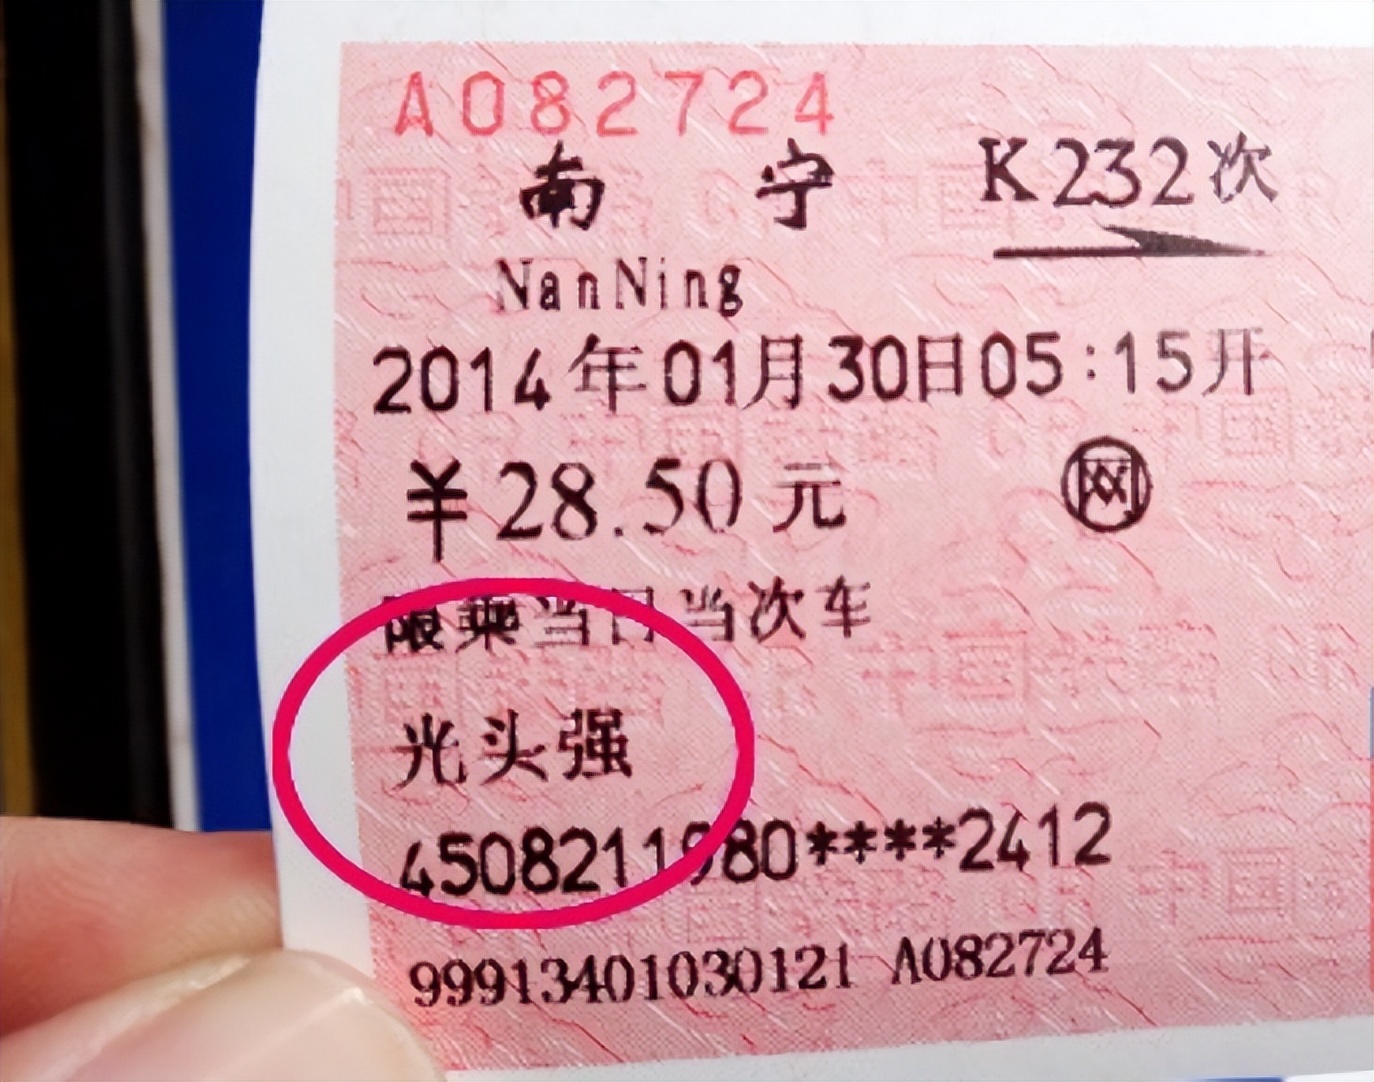 A082724
南 宁 K232次
NanNing
2014年01月30日05:15开
¥28.50元 网
限乘当日当次车
光头强
4508211980****2412
99913401030121 A082724